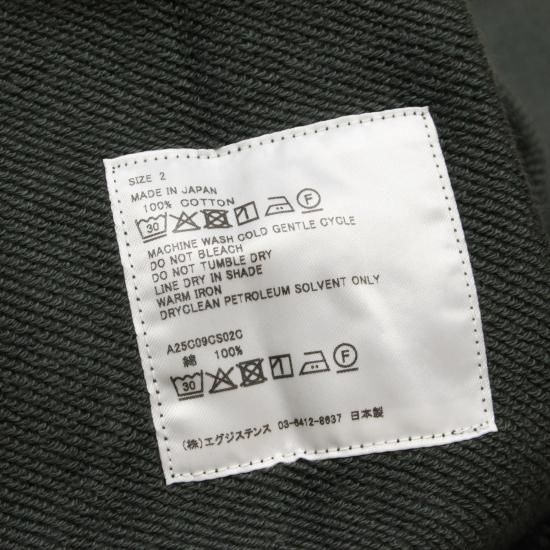 SIZE 2
MADE IN JAPAN
100% COTTON
30 F
MACHINE WASH COLD GENTLE CYCLE
DO NOT BLEACH
DO NOT TUMBLE DRY
LINE DRY IN SHADE
WARM IRON
DRYCLEAN PETROLEUM SOLVENT ONLY
A25C09CS02C
綿 100%
30 F
(株)エグジステンス 03-6412-8637 日本製